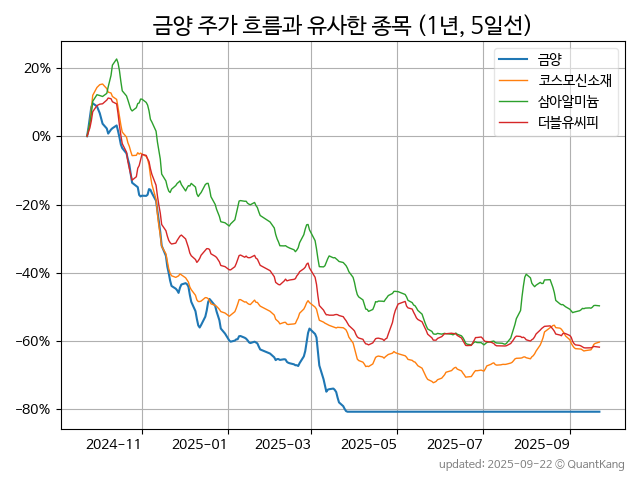 금양 주가 흐름과 유사한 종목 (1년, 5일선)
금양
코스모신소재
삼아알미늄
더블유씨피
20%
0%
−20%
−40%
−60%
−80%
2024-11 2025-01 2025-03 2025-05 2025-07 2025-09
updated: 2025-09-22 © QuantKang